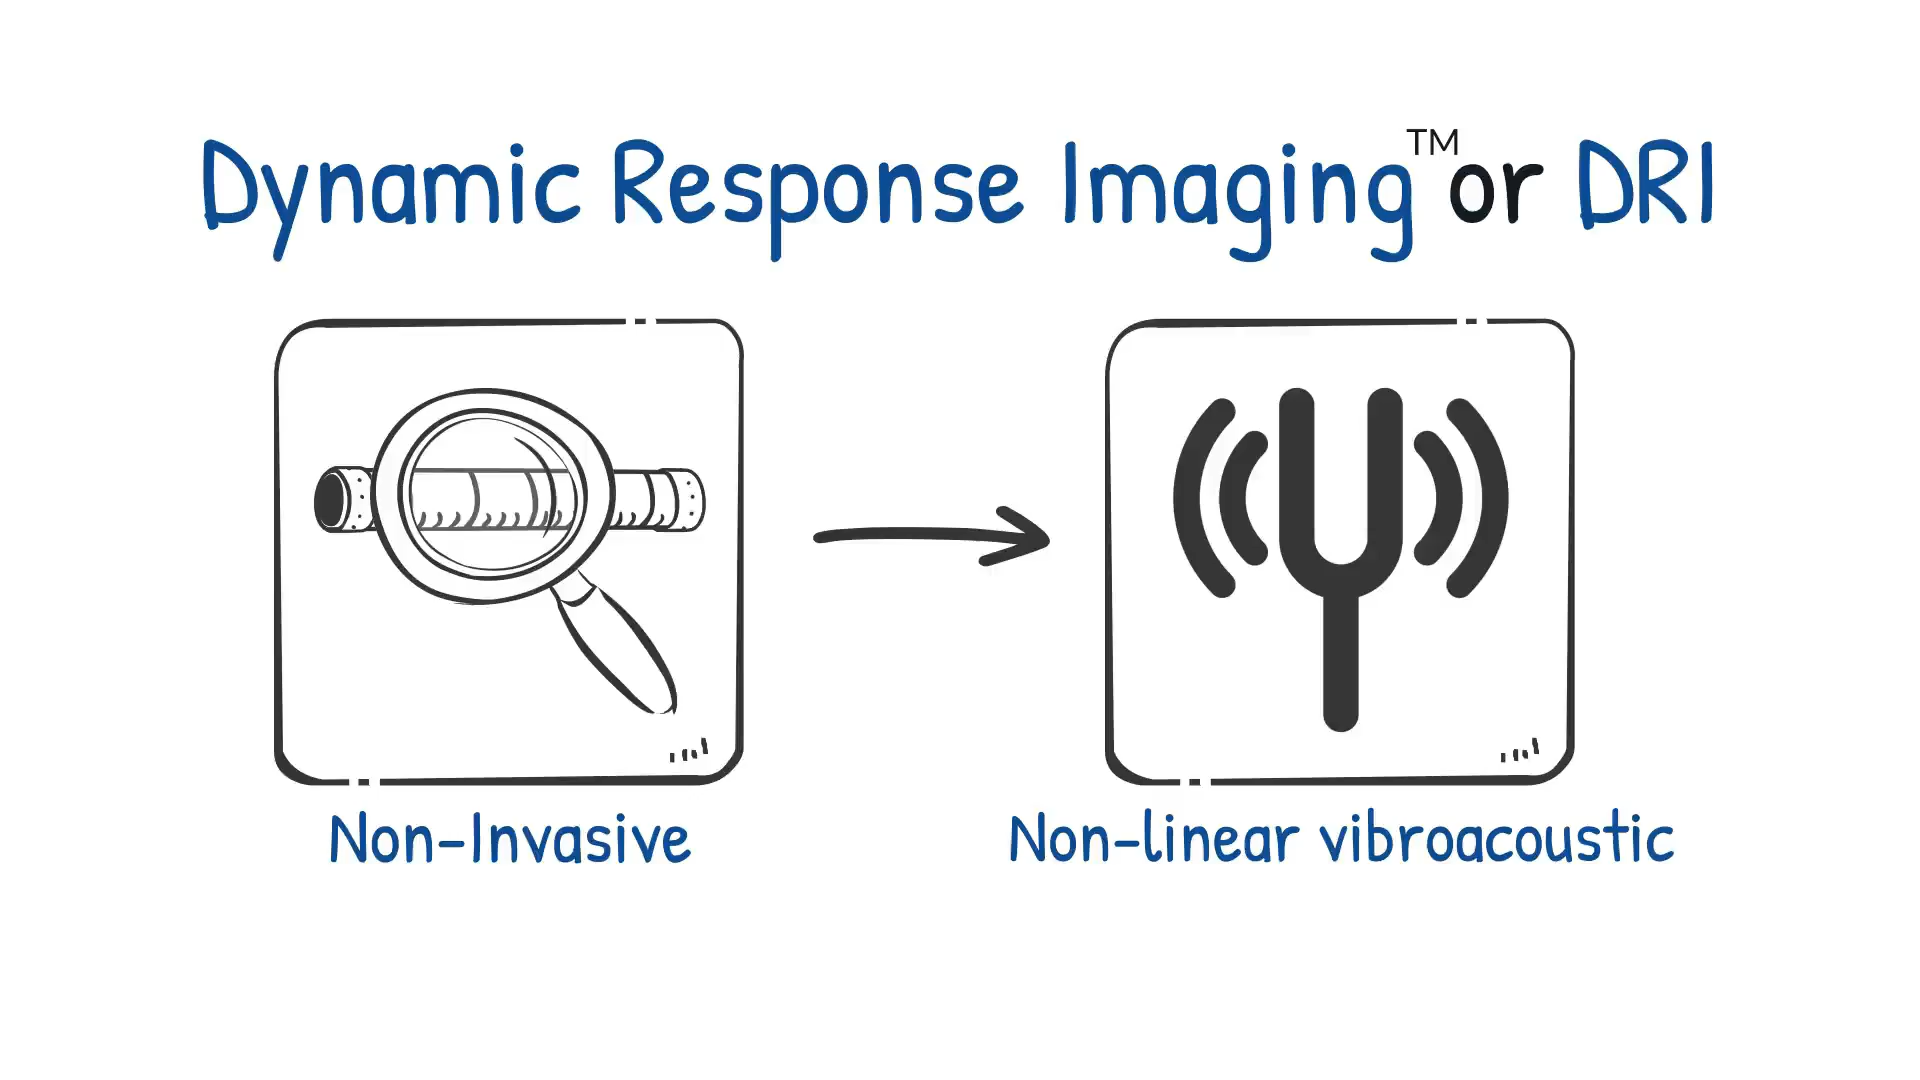 Dynamic Response Imaging™ or DRI
Non-Invasive
Non-linear vibroacoustic